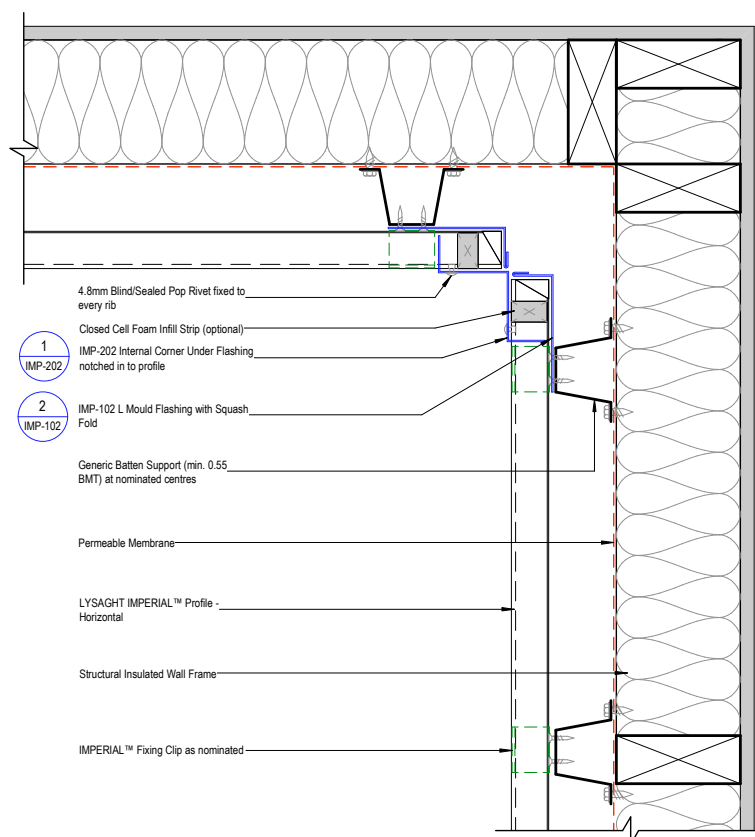 4.8mm Blind/Sealed Pop Rivet fixed to
every rib
Closed Cell Foam Infill Strip (optional)
1
IMP-202
IMP-202 Internal Corner Under Flashing
notched in to profile
2
IMP-102
IMP-102 L Mould Flashing with Squash
Fold
Generic Batten Support (min. 0.55
BMT) at nominated centres
Permeable Membrane
LYSAGHT IMPERIAL™ Profile -
Horizontal
Structural Insulated Wall Frame
IMPERIAL™ Fixing Clip as nominated